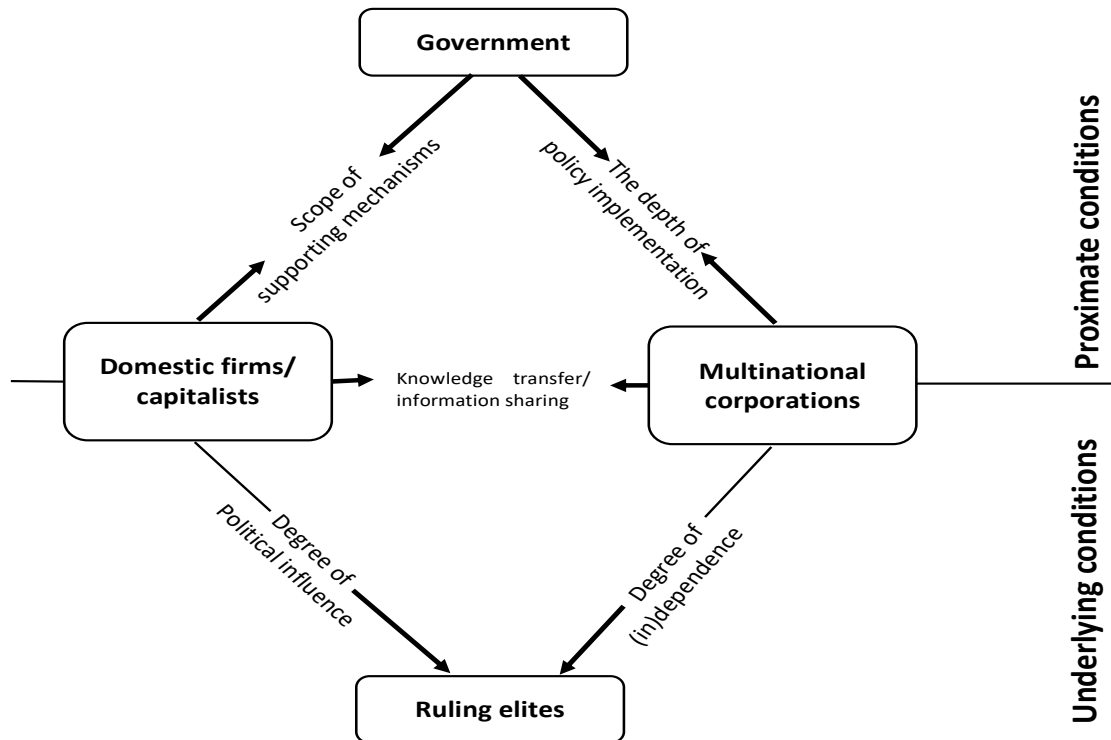 Government
Scope of
supporting mechanisms
The depth of
policy implementation
Proximate conditions
Domestic firms/
capitalists
Knowledge transfer/
information sharing
Multinational
corporations
Degree of
Political influence
Degree of
(in)dependence
Underlying conditions
Ruling elites